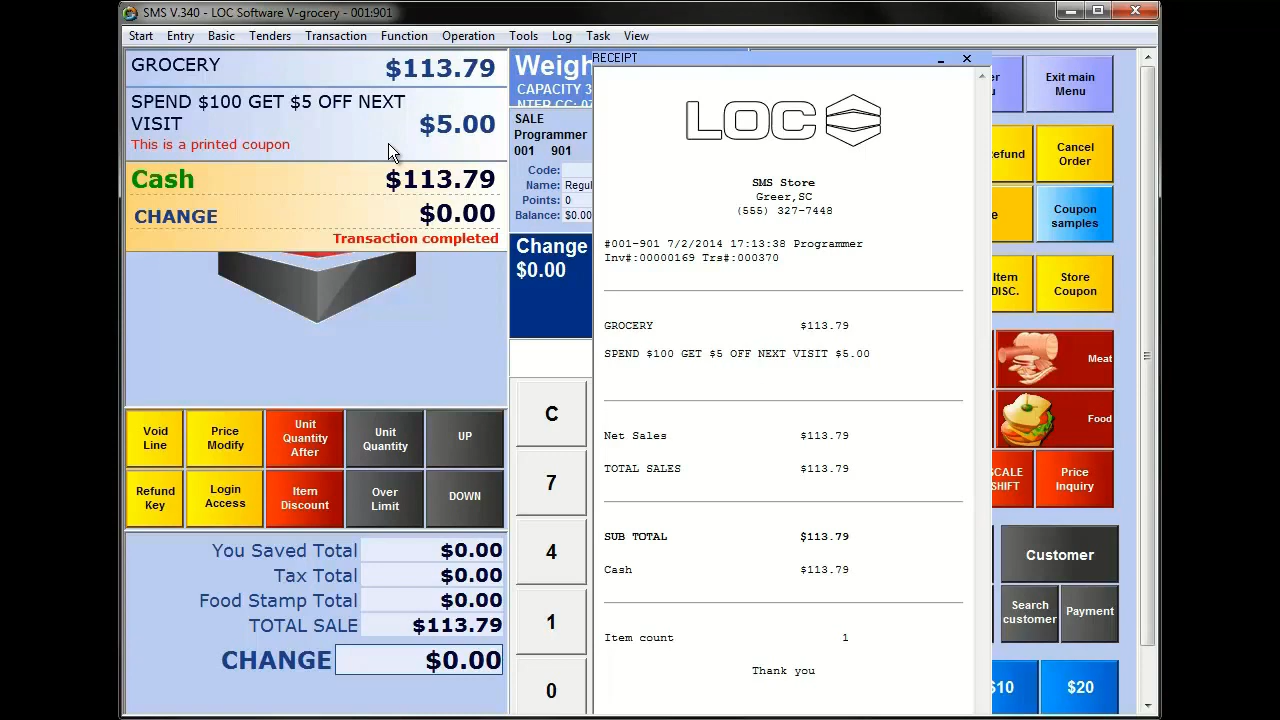 SMS V.340 - LOC Software V-grocery - 001:901
Start Entry Basic Tenders Transaction Function Operation Tools Log Task View
GROCERY $113.79
SPEND $100 GET $5 OFF NEXT
VISIT $5.00
This is a printed coupon
Cash $113.79
CHANGE $0.00
Transaction completed
Void
Line
Price
Modify
Unit
Quantity
After
Unit
Quantity
UP
Refund
Key
Login
Access
Item
Discount
Over
Limit
DOWN
You Saved Total $0.00
Tax Total $0.00
Food Stamp Total $0.00
TOTAL SALE $113.79
CHANGE $0.00
Weigh
CAPACITY 3
SALE
Programmer
001 901
Code:
Name: Regul
Points: 0
Balance: $0.00
Change
$0.00
C
7
4
1
0
RECEIPT
LOC
SMS Store
Greer,SC
(555) 327-7448
#001-901 7/2/2014 17:13:38 Programmer
Inv#:00000169 Trs#:000370
GROCERY $113.79
SPEND $100 GET $5 OFF NEXT VISIT $5.00
Net Sales $113.79
TOTAL SALES $113.79
SUB TOTAL $113.79
Cash $113.79
Item count 1
Thank you
Exit main
Menu
efund
Cancel
Order
e
Coupon
samples
Item
DISC.
Store
Coupon
Meat
Food
SCALE
SHIFT
Price
Inquiry
Customer
Search
customer
Payment
$10
$20